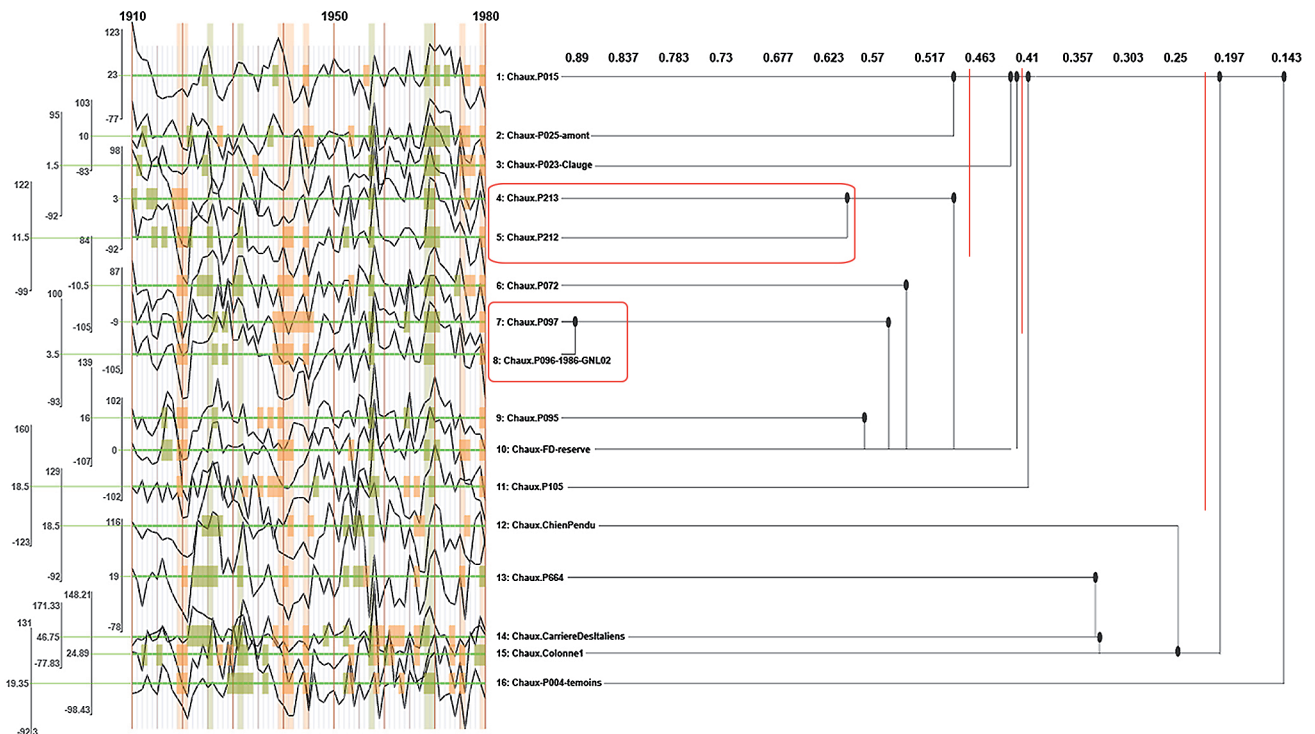 1910 1950 1980
0.89 0.837 0.783 0.73 0.677 0.623 0.57 0.517 0.463 0.41 0.357 0.303 0.25 0.197 0.143
123
23
-77
1: Chaux.P015
103
95
10
-83
2: Chaux-P025-amont
98
1.5
-92
3: Chaux-P023-Clauge
122
3
-92
4: Chaux.P213
11.5
84
-99
5: Chaux.P212
87
-10.5
-105
6: Chaux.P072
100
-9
-105
7: Chaux.P097
3.5
-93
8: Chaux.P096-1986-GNL02
139
102
16
-107
9: Chaux.P095
160
0
-102
10: Chaux-FD-reserve
129
18.5
-123
11: Chaux.P105
116
18.5
-92
12: Chaux.ChienPendu
19
-78
13: Chaux.P664
148.21
171.33
131
46.75
-77.83
14: Chaux.CarriereDesItaliens
24.89
-98.43
15: Chaux.Colonne1
19.35
16: Chaux-P004-temoins